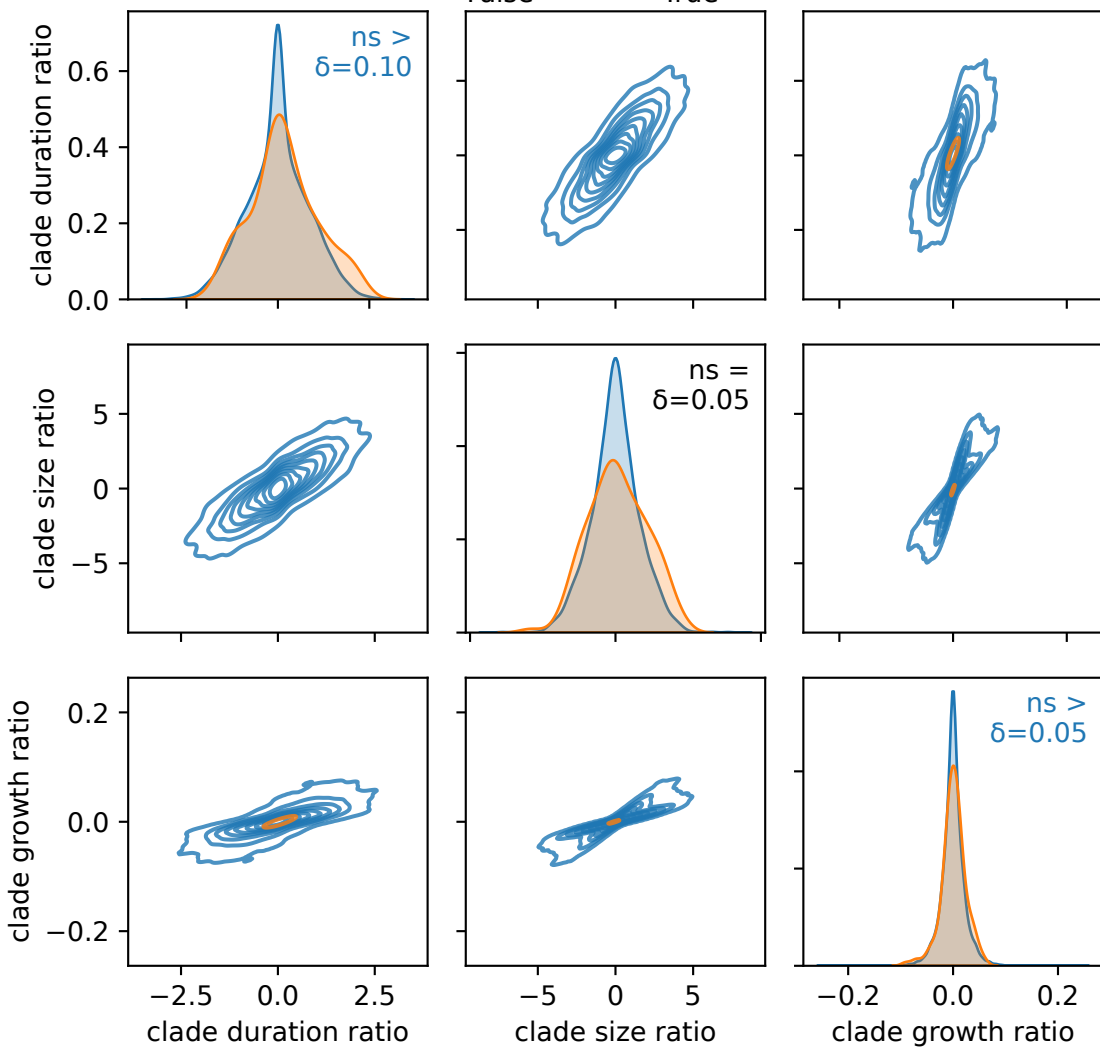 clade duration ratio
0.6
0.4
0.2
0.0
ns >
δ=0.10
clade size ratio
5
0
−5
ns =
δ=0.05
clade growth ratio
0.2
0.0
−0.2
ns >
δ=0.05
−2.5 0.0 2.5
clade duration ratio
−5 0 5
clade size ratio
−0.2 0.0 0.2
clade growth ratio